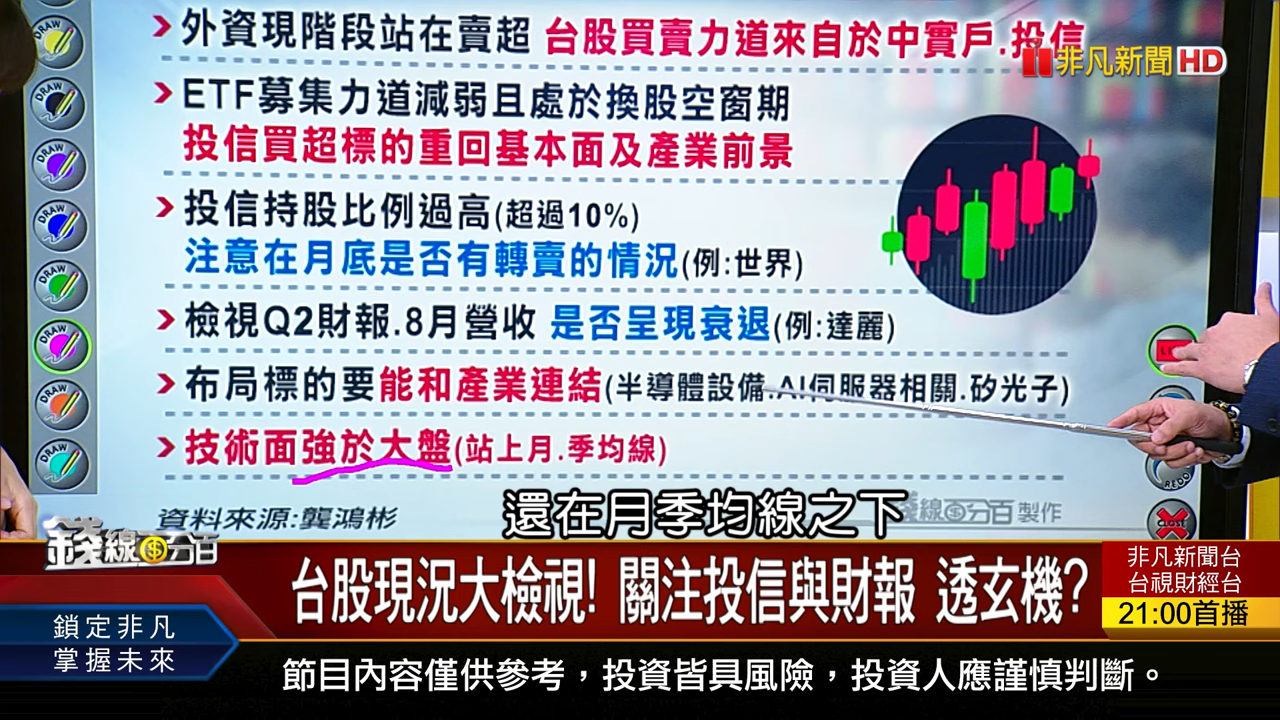 外資現階段站在賣超 台股買賣力道來自於中實戶.投信
非凡新聞HD
ETF募集力道減弱且處於換股空窗期
投信買超標的重回基本面及產業前景
投信持股比例過高(超過10%)
注意在月底是否有轉賣的情況(例:世界)
檢視Q2財報.8月營收 是否呈現衰退(例:達麗)
布局標的要能和產業連結(半導體設備.AI伺服器相關.矽光子)
技術面強於大盤(站上月.季均線)
資料來源:龔鴻彬
錢線百分百 製作
DRAW
DRAW
DRAW
DRAW
DRAW
DRAW
DRAW
DRAW
REDO
CLOSE
還在月季均線之下
錢線百分百
台股現況大檢視! 關注投信與財報 透玄機?
非凡新聞台
台視財經台
21:00首播
鎖定非凡
掌握未來
節目內容僅供參考，投資皆具風險，投資人應謹慎判斷。